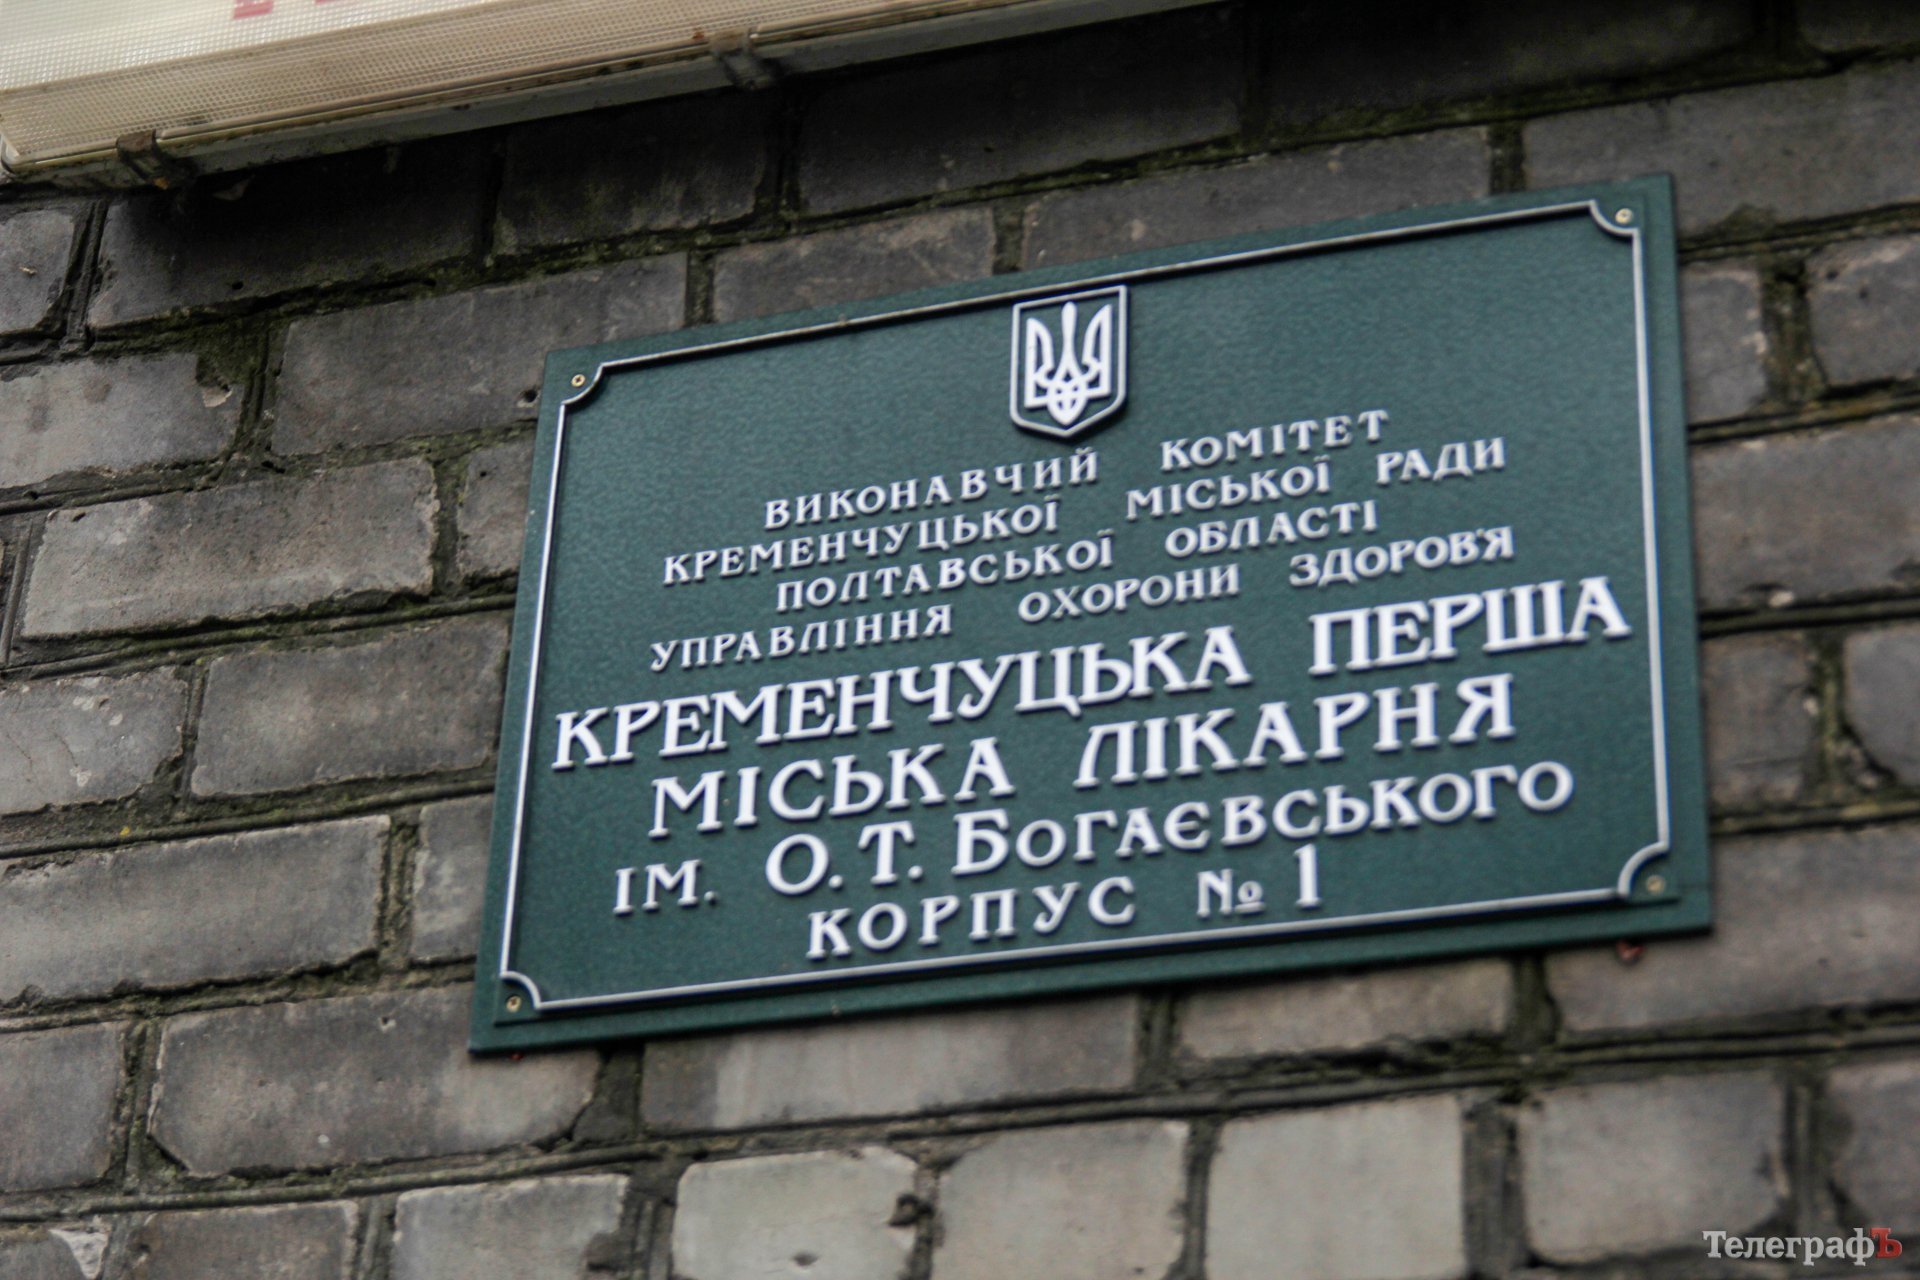 ВИКОНАВЧИЙ КОМІТЕТ
КРЕМЕНЧУЦЬКОЇ МІСЬКОЇ РАДИ
ПОЛТАВСЬКОЇ ОБЛАСТІ
УПРАВЛІННЯ ОХОРОНИ ЗДОРОВ'Я
КРЕМЕНЧУЦЬКА ПЕРША
МІСЬКА ЛІКАРНЯ
ІМ. О.Т. БОГАЄВСЬКОГО
КОРПУС № 1
ТелеграфЪ